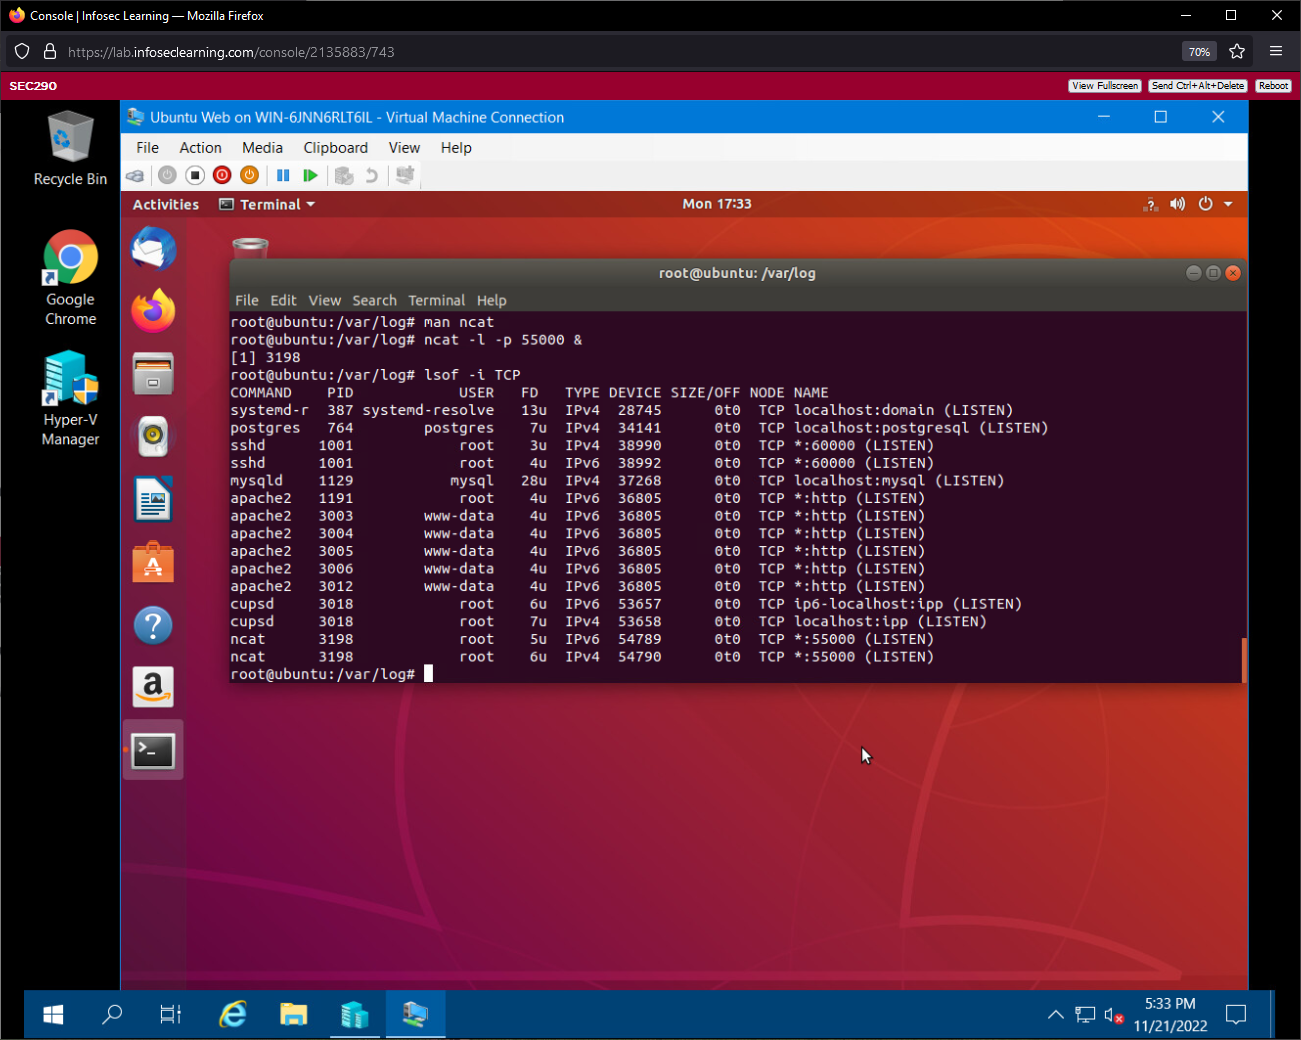 Console | Infosec Learning — Mozilla Firefox
https://lab.infoseclearning.com/console/2135883/743
70%
SEC290
View Fullscreen
Send Ctrl+Alt+Delete
Reboot
Recycle Bin
Google
Chrome
Hyper-V
Manager
Ubuntu Web on WIN-6JNN6RLT6IL - Virtual Machine Connection
File Action Media Clipboard View Help
Activities
Terminal
Mon 17:33
?
root@ubuntu: /var/log
File Edit View Search Terminal Help
root@ubuntu:/var/log# man ncat
root@ubuntu:/var/log# ncat -l -p 55000 &
[1] 3198
root@ubuntu:/var/log# lsof -i TCP
COMMAND    PID            USER   FD   TYPE DEVICE SIZE/OFF NODE NAME
systemd-r  387 systemd-resolve   13u  IPv4  28745      0t0  TCP localhost:domain (LISTEN)
postgres   764        postgres    7u  IPv4  34141      0t0  TCP localhost:postgresql (LISTEN)
sshd      1001            root    3u  IPv4  38990      0t0  TCP *:60000 (LISTEN)
sshd      1001            root    4u  IPv6  38992      0t0  TCP *:60000 (LISTEN)
mysqld    1129           mysql   28u  IPv4  37268      0t0  TCP localhost:mysql (LISTEN)
apache2   1191            root    4u  IPv6  36805      0t0  TCP *:http (LISTEN)
apache2   3003        www-data    4u  IPv6  36805      0t0  TCP *:http (LISTEN)
apache2   3004        www-data    4u  IPv6  36805      0t0  TCP *:http (LISTEN)
apache2   3005        www-data    4u  IPv6  36805      0t0  TCP *:http (LISTEN)
apache2   3006        www-data    4u  IPv6  36805      0t0  TCP *:http (LISTEN)
apache2   3012        www-data    4u  IPv6  36805      0t0  TCP *:http (LISTEN)
cupsd     3018            root    6u  IPv6  53657      0t0  TCP ip6-localhost:ipp (LISTEN)
cupsd     3018            root    7u  IPv4  53658      0t0  TCP localhost:ipp (LISTEN)
ncat      3198            root    5u  IPv6  54789      0t0  TCP *:55000 (LISTEN)
ncat      3198            root    6u  IPv4  54790      0t0  TCP *:55000 (LISTEN)
root@ubuntu:/var/log#
5:33 PM
11/21/2022